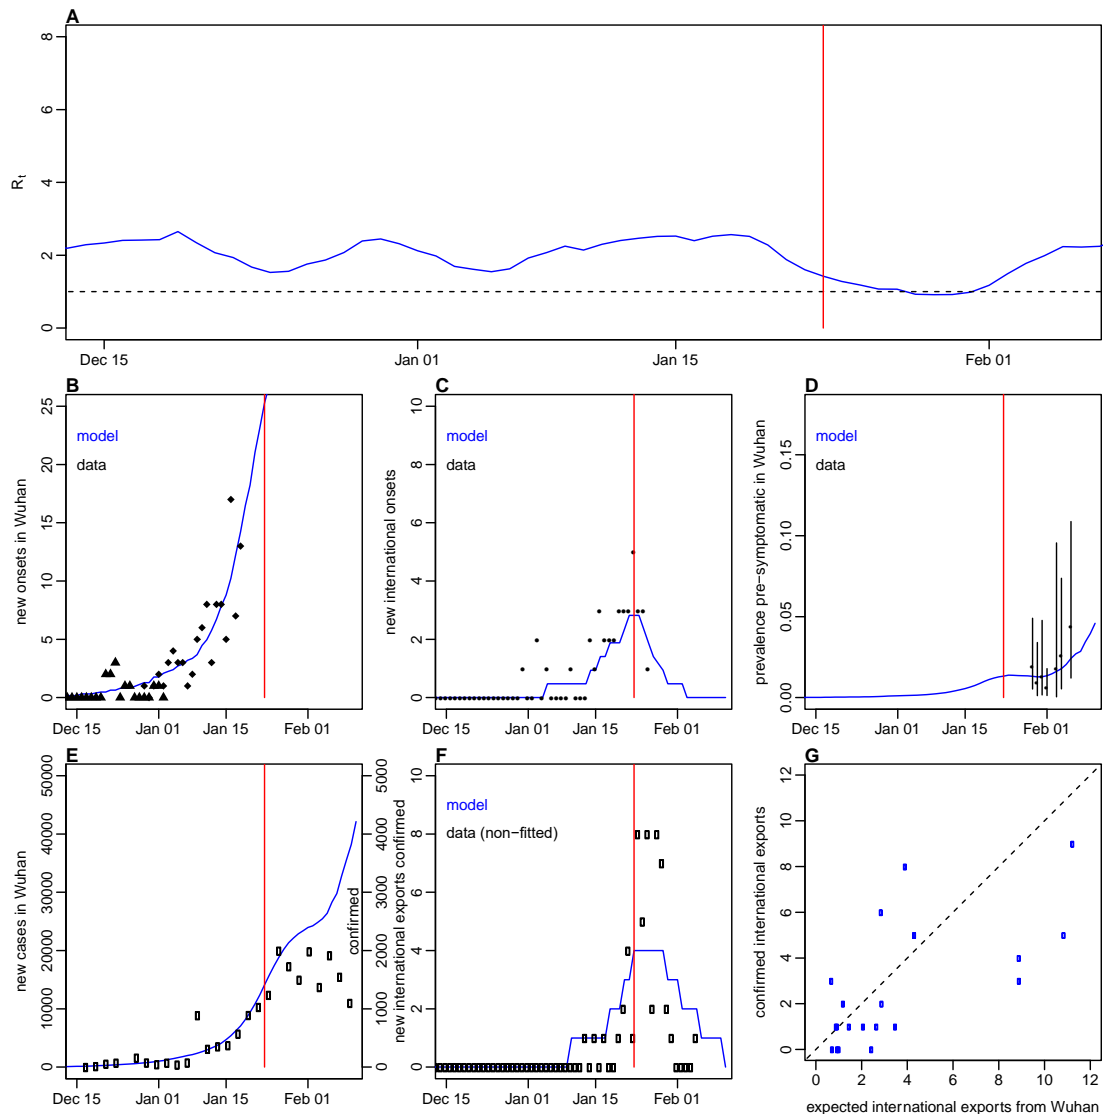 A
8
6
4
2
0
R t
Dec 15
Jan 01
Jan 15
Feb 01
B
25
20
15
10
5
0
new onsets in Wuhan
model
data
Dec 15
Jan 01
Jan 15
Feb 01
C
10
8
6
4
2
0
new international onsets
model
data
Dec 15
Jan 01
Jan 15
Feb 01
D
0.15
0.10
0.05
0.00
prevalence pre−symptomatic in Wuhan
model
data
Dec 15
Jan 01
Jan 15
Feb 01
E
50000
40000
30000
20000
10000
0
new cases in Wuhan
5000
4000
3000
2000
1000
0
confirmed
Dec 15
Jan 01
Jan 15
Feb 01
F
10
8
6
4
2
0
new international exports confirmed
model
data (non−fitted)
Dec 15
Jan 01
Jan 15
Feb 01
G
12
10
8
6
4
2
0
confirmed international exports
0 2 4 6 8 10 12
expected international exports from Wuhan